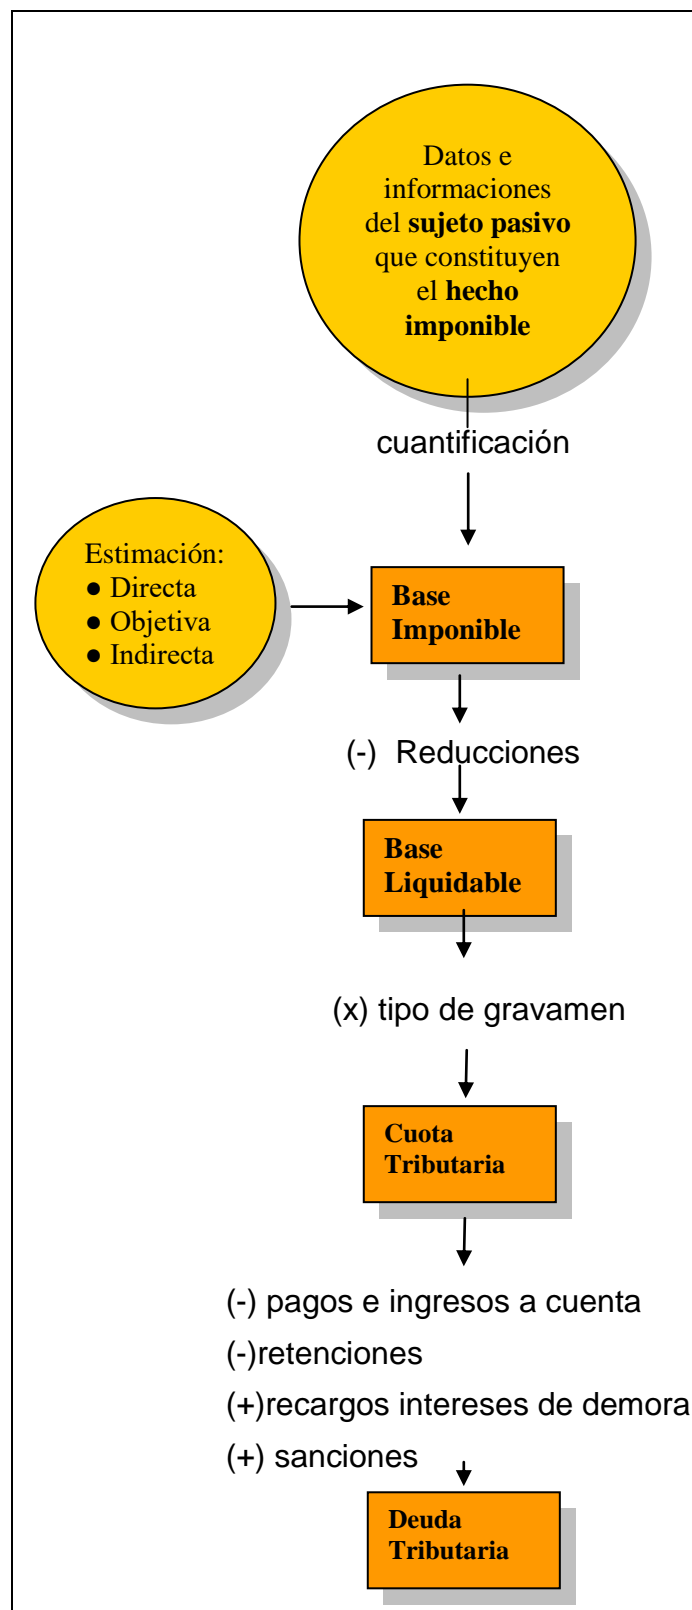 Datos e
informaciones
del sujeto pasivo
que constituyen
el hecho
imponible
cuantificación
Estimación:
● Directa
● Objetiva
● Indirecta
Base
Imponible
(-) Reducciones
Base
Liquidable
(x) tipo de gravamen
Cuota
Tributaria
(-) pagos e ingresos a cuenta
(-)retenciones
(+)recargos intereses de demora
(+) sanciones
Deuda
Tributaria